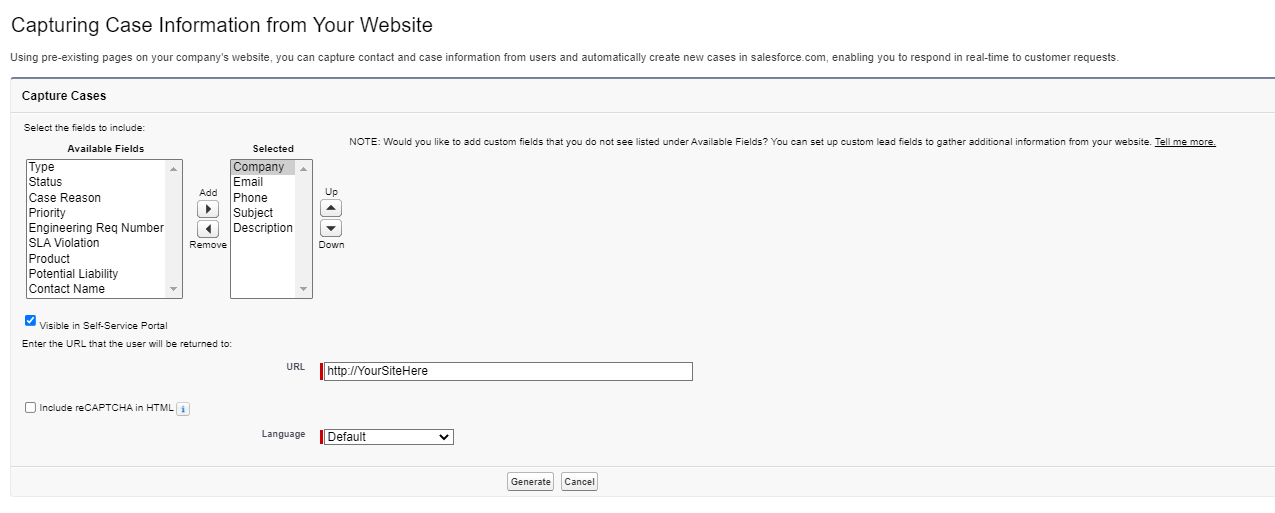 Capturing Case Information from Your Website
Using pre-existing pages on your company's website, you can capture contact and case information from users and automatically create new cases in salesforce.com, enabling you to respond in real-time to customer requests.
Capture Cases
Select the fields to include:
NOTE: Would you like to add custom fields that you do not see listed under Available Fields? You can set up custom lead fields to gather additional information from your website. Tell me more.
Available Fields
Type
Status
Case Reason
Priority
Engineering Req Number
SLA Violation
Product
Potential Liability
Contact Name
Add
Remove
Selected
Company
Email
Phone
Subject
Description
Up
Down
Visible in Self-Service Portal
Enter the URL that the user will be returned to:
URL http://YourSiteHere
Include reCAPTCHA in HTML i
Language Default
Generate Cancel